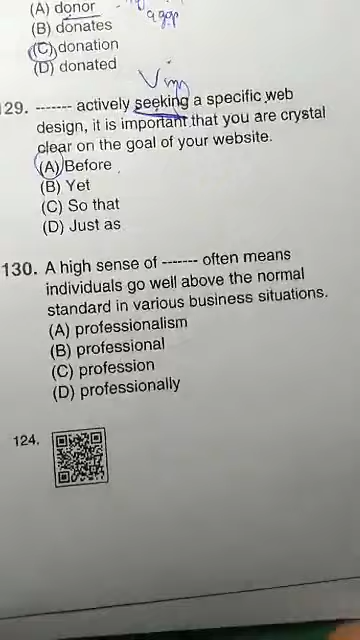 (A) donor
(B) donates
(C) donation
(D) donated
Ving
129. ------- actively seeking a specific web
design, it is important that you are crystal
clear on the goal of your website.
(A) Before
(B) Yet
(C) So that
(D) Just as
130. A high sense of ------- often means
individuals go well above the normal
standard in various business situations.
(A) professionalism
(B) professional
(C) profession
(D) professionally
124.